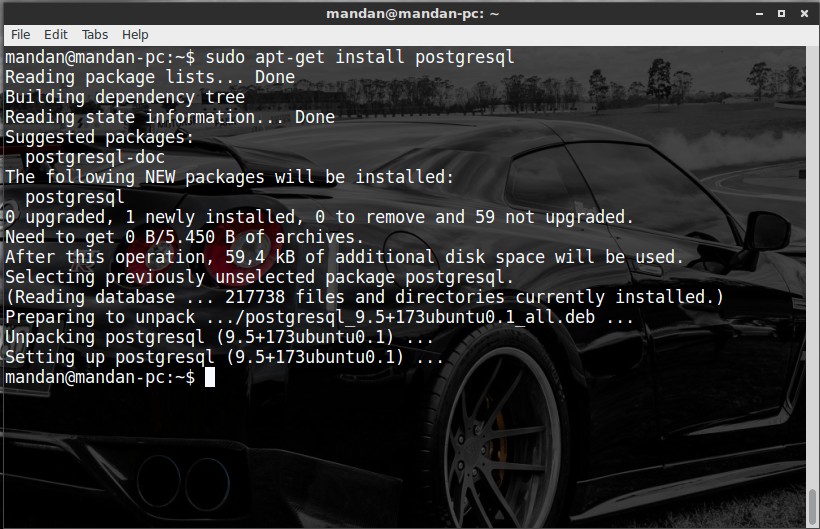 mandan@mandan-pc: ~
File Edit Tabs Help
mandan@mandan-pc:~$ sudo apt-get install postgresql
Reading package lists... Done
Building dependency tree
Reading state information... Done
Suggested packages:
  postgresql-doc
The following NEW packages will be installed:
  postgresql
0 upgraded, 1 newly installed, 0 to remove and 59 not upgraded.
Need to get 0 B/5.450 B of archives.
After this operation, 59,4 kB of additional disk space will be used.
Selecting previously unselected package postgresql.
(Reading database ... 217738 files and directories currently installed.)
Preparing to unpack .../postgresql_9.5+173ubuntu0.1_all.deb ...
Unpacking postgresql (9.5+173ubuntu0.1) ...
Setting up postgresql (9.5+173ubuntu0.1) ...
mandan@mandan-pc:~$